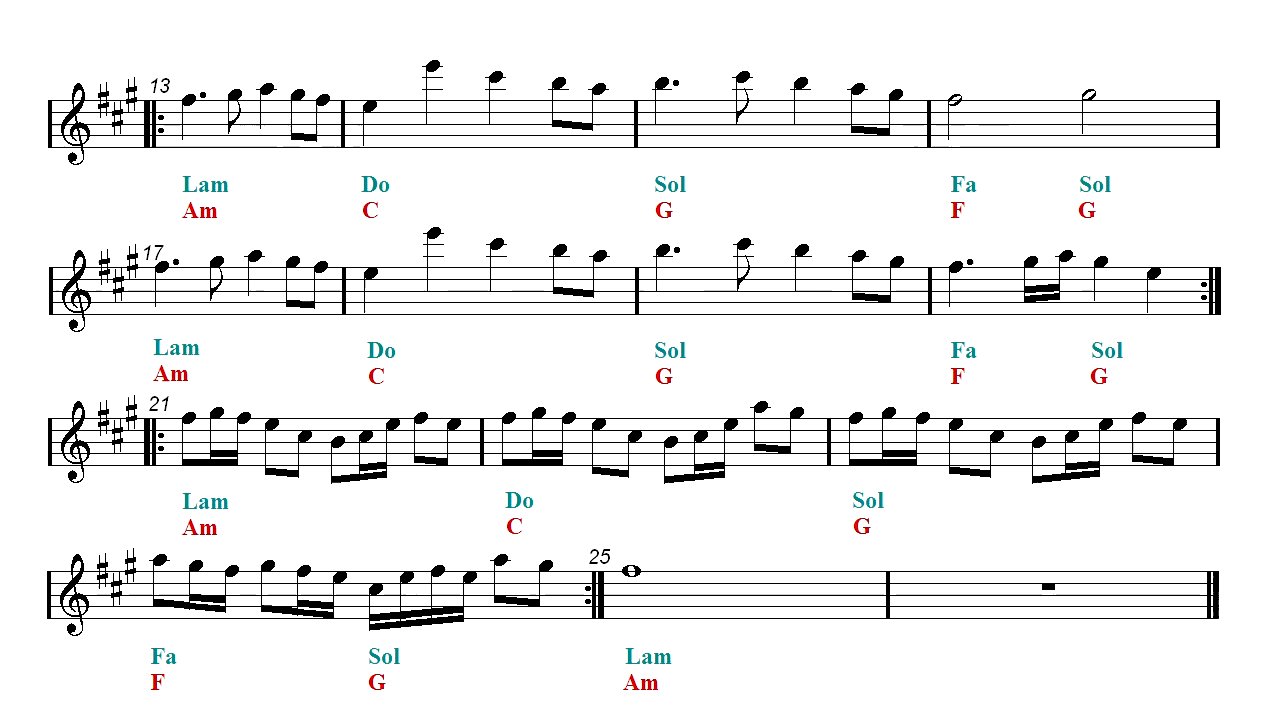 13
Lam Do Sol Fa Sol
Am C G F G
17
Lam Do Sol Fa Sol
Am C G F G
21
Lam Do Sol
Am C G
25
Fa Sol Lam
F G Am